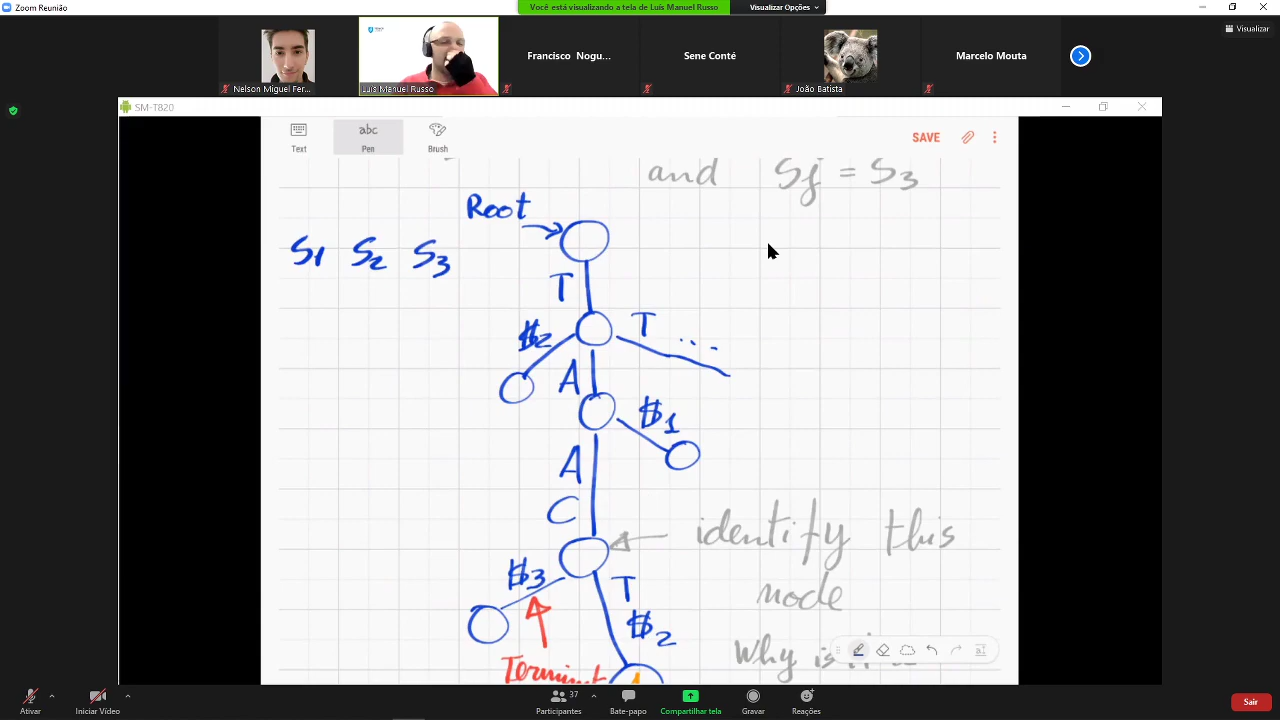 Zoom Reunião
Você está visualizando a tela de Luís Manuel Russo
Visualizar Opções
Visualizar
Nelson Miguel Fer...
Luís Manuel Russo
Francisco Nogu...
Sene Conté
João Batista
Marcelo Mouta
SM-T820
Text
abc
Pen
Brush
SAVE
and Sj = S3
Root
S1 S2 S3
T
$2
T ...
A
$1
A
C
identify this
node
$3
T
$2
Why is it
Termin
Ativar
Iniciar Vídeo
37
Participantes
Bate-papo
Compartilhar tela
Gravar
Reações
Sair